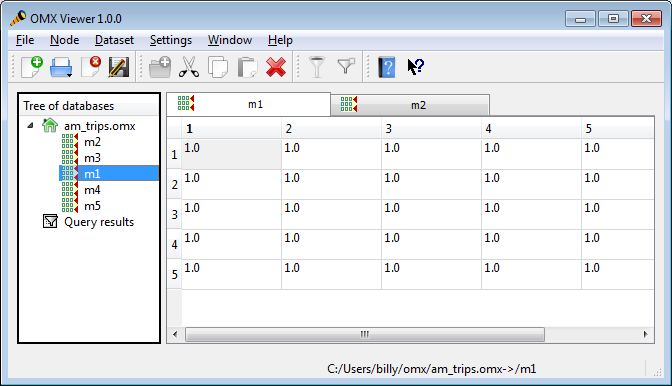 OMX Viewer 1.0.0
File Node Dataset Settings Window Help
Tree of databases
am_trips.omx
m2
m3
m1
m4
m5
Query results
m1 m2
1 2 3 4 5
1 1.0 1.0 1.0 1.0 1.0
2 1.0 1.0 1.0 1.0 1.0
3 1.0 1.0 1.0 1.0 1.0
4 1.0 1.0 1.0 1.0 1.0
5 1.0 1.0 1.0 1.0 1.0
C:/Users/billy/omx/am_trips.omx->/m1